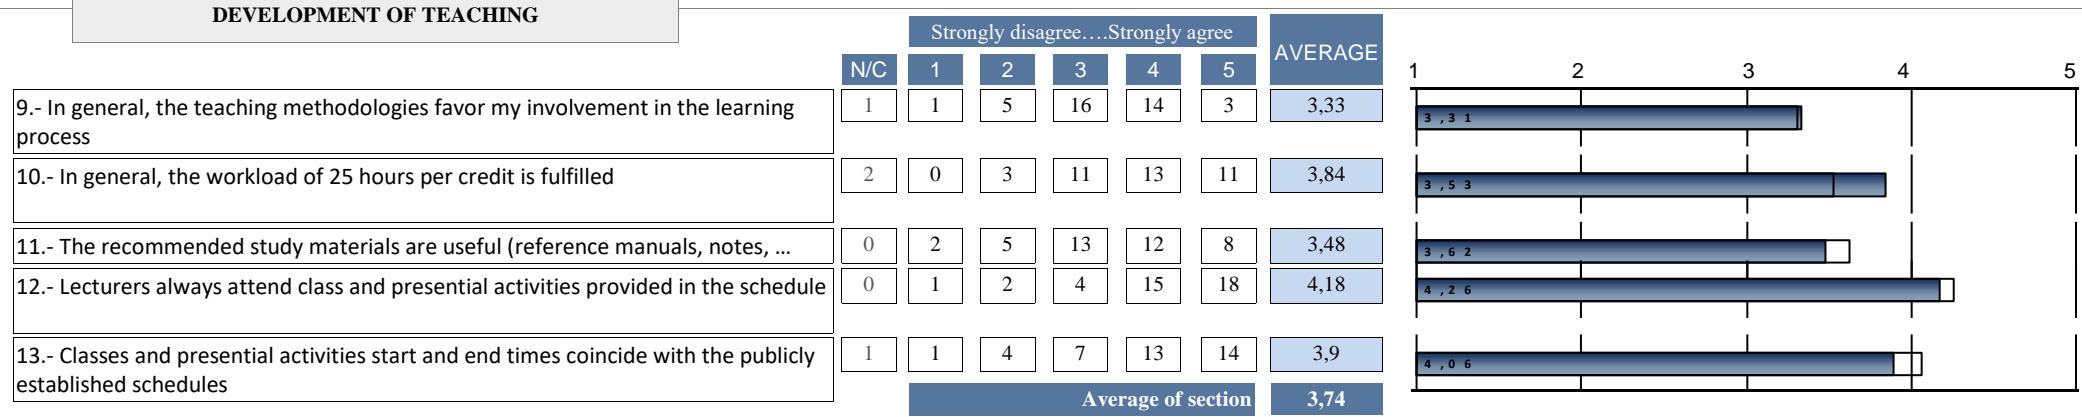 DEVELOPMENT OF TEACHING
Strongly disagree….Strongly agree
AVERAGE
N/C 1 2 3 4 5
1 2 3 4 5
9.- In general, the teaching methodologies favor my involvement in the learning
process
1 1 5 16 14 3 3,33
3,31
10.- In general, the workload of 25 hours per credit is fulfilled
2 0 3 11 13 11 3,84
3,53
11.- The recommended study materials are useful (reference manuals, notes, …
0 2 5 13 12 8 3,48
3,62
12.- Lecturers always attend class and presential activities provided in the schedule
0 1 2 4 15 18 4,18
4,26
13.- Classes and presential activities start and end times coincide with the publicly
established schedules
1 1 4 7 13 14 3,9
4,06
Average of section 3,74